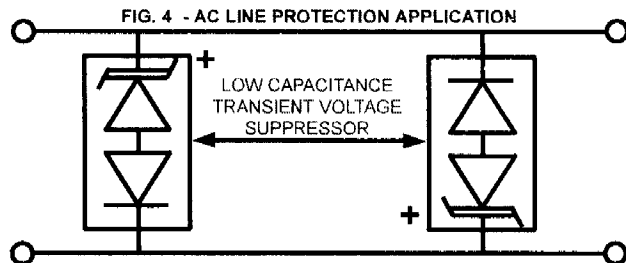 FIG. 4 - AC LINE PROTECTION APPLICATION
+
LOW CAPACITANCE
TRANSIENT VOLTAGE
SUPPRESSOR
+